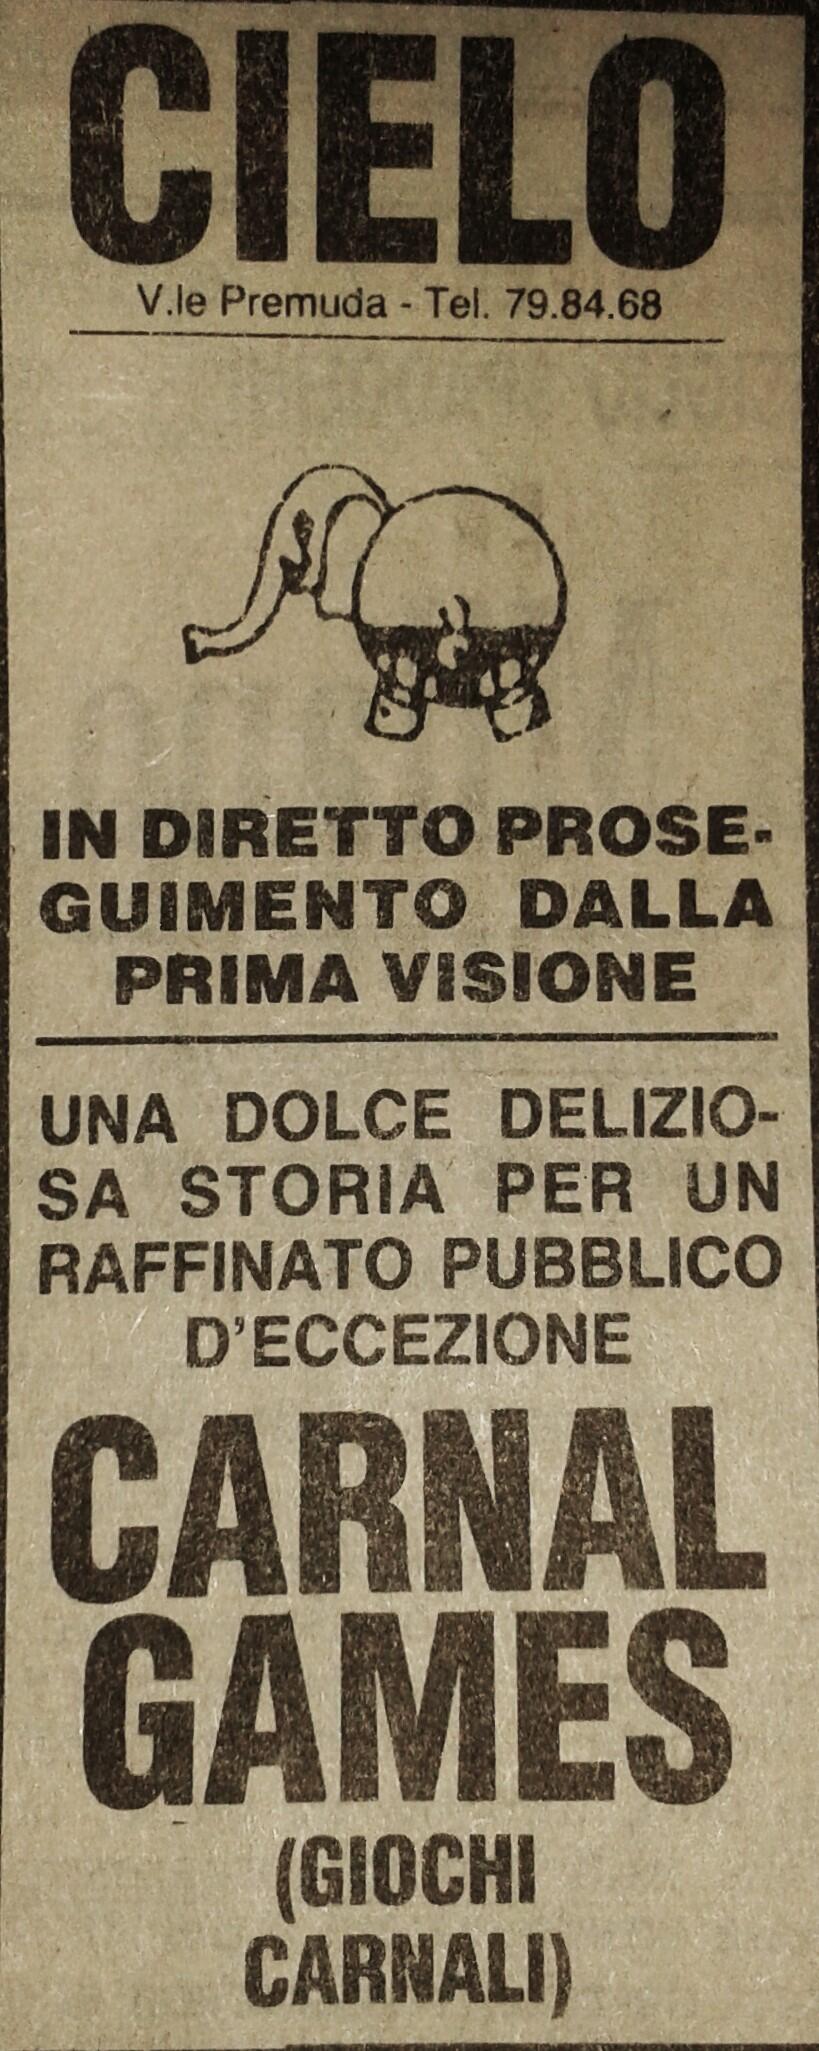 CIELO
V.le Premuda - Tel. 79.84.68
IN DIRETTO PROSE-
GUIMENTO DALLA
PRIMA VISIONE
UNA DOLCE DELIZIO-
SA STORIA PER UN
RAFFINATO PUBBLICO
D'ECCEZIONE
CARNAL
GAMES
(GIOCHI
CARNALI)